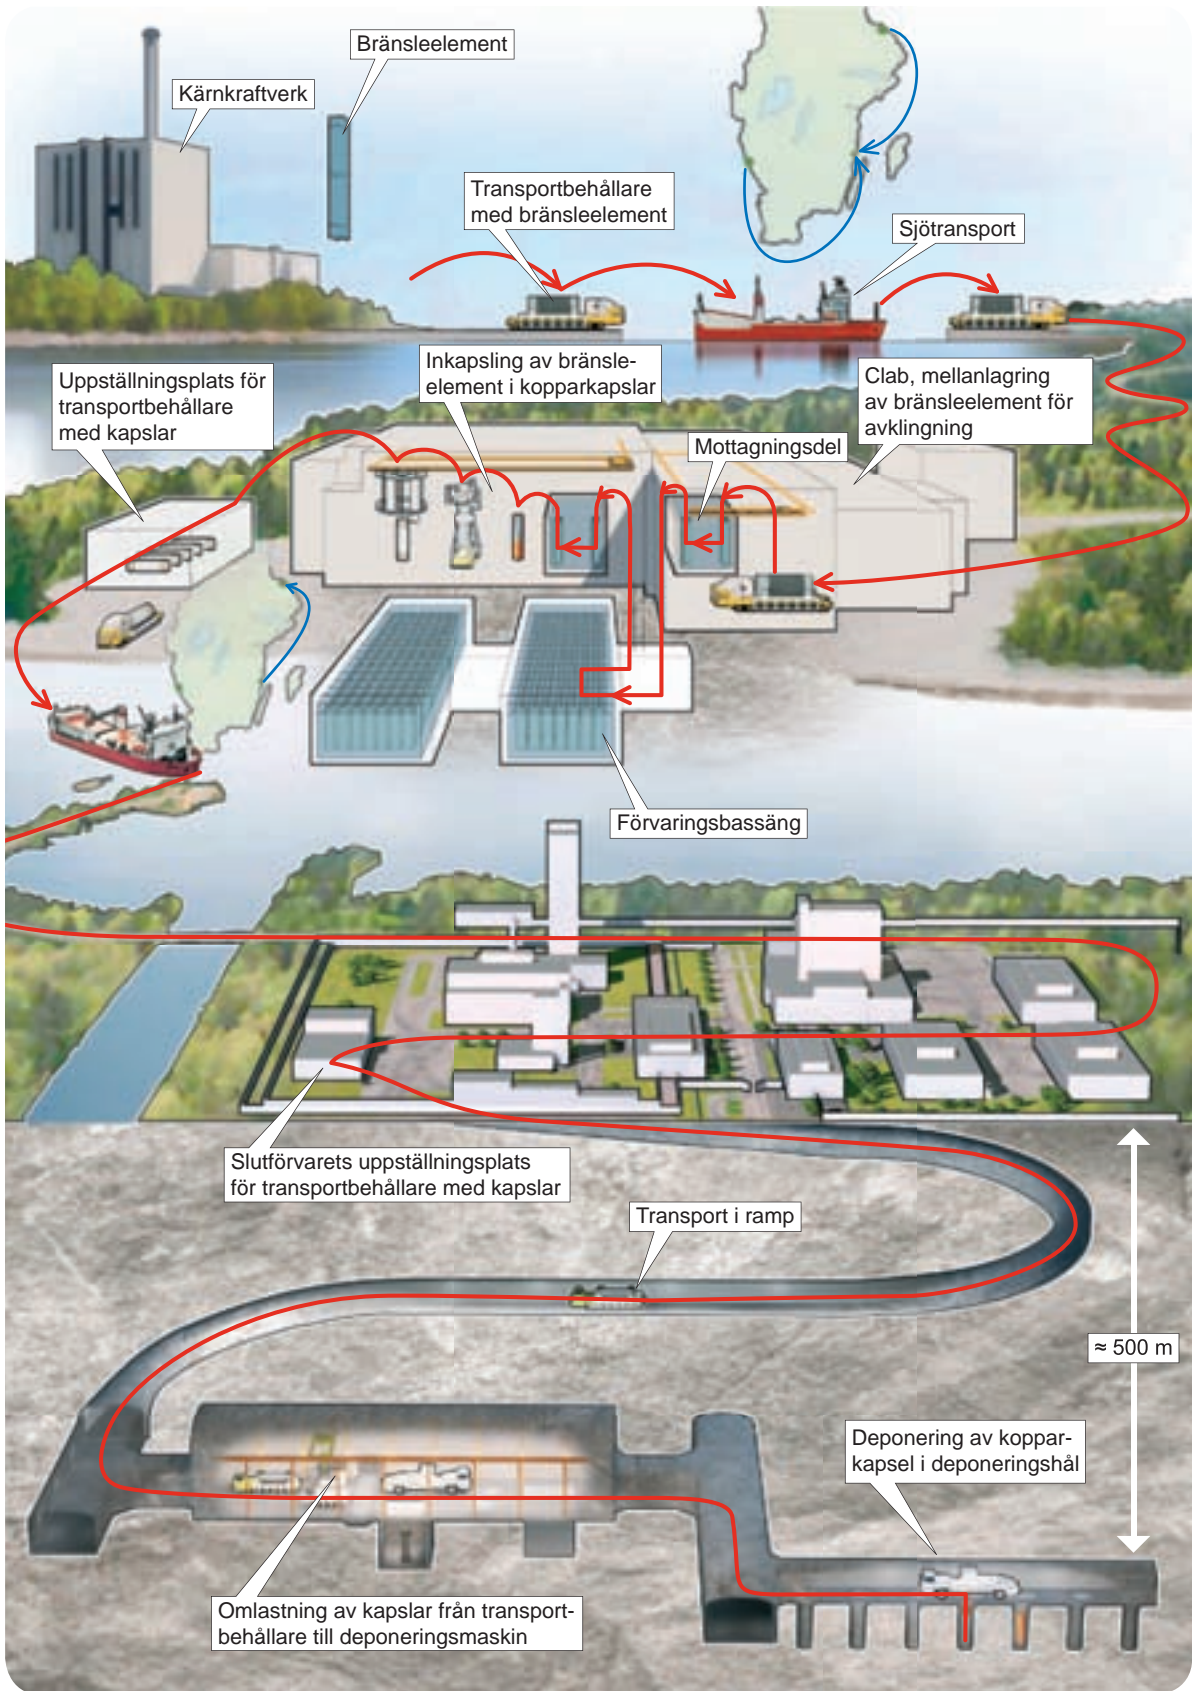 Bränsleelement
Kärnkraftverk
Transportbehållare
med bränsleelement
Sjötransport
Inkapsling av bränsle-
element i kopparkapslar
Uppställningsplats för
transportbehållare
med kapslar
Clab, mellanlagring
av bränsleelement för
avklingning
Mottagningsdel
Förvaringsbassäng
Slutförvarets uppställningsplats
för transportbehållare med kapslar
Transport i ramp
≈ 500 m
Deponering av koppar-
kapsel i deponeringshål
Omlastning av kapslar från transport-
behållare till deponeringsmaskin